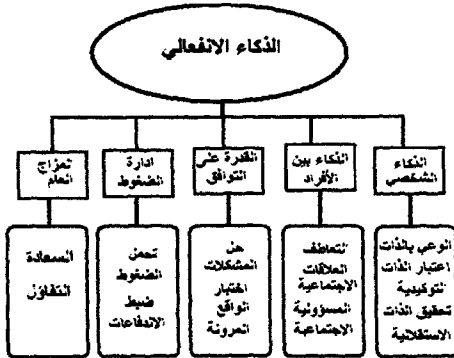 الذكاء الانفعالي
الذكاء
الشخصي
الذكاء بين
الأفراد
القدرة على
التوافق
ادارة
الضغوط
المزاج
العام
الوعي بالذات
اعتبار الذات
التوكيدية
تحقيق الذات
الاستقلالية
التعاطف
العلاقات
الاجتماعية
المسؤولية
الاجتماعية
حل
المشكلات
اختبار
الواقع
المرونة
تحمل
الضغوط
ضبط
الاندفاعات
السعادة
التفاؤل